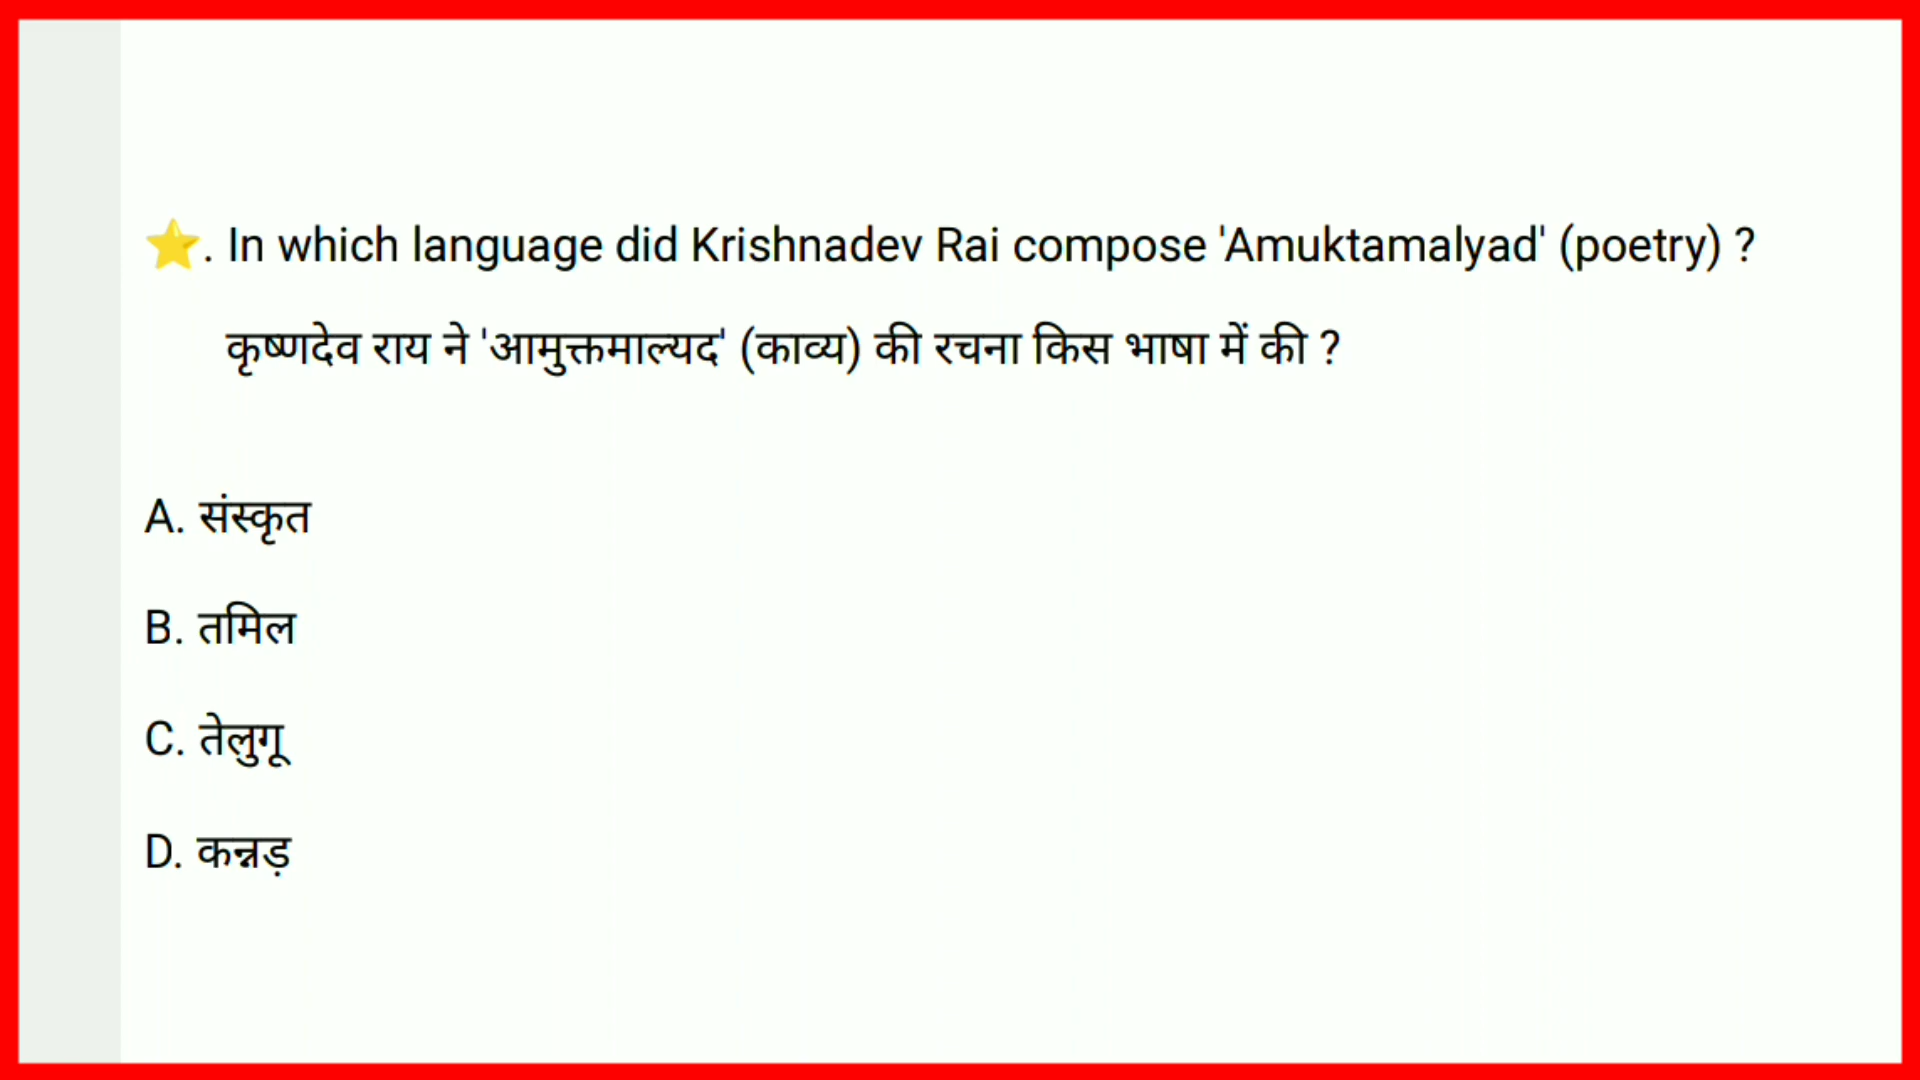 ⭐. In which language did Krishnadev Rai compose 'Amuktamalyad' (poetry) ?
कृष्णदेव राय ने 'आमुक्तमाल्यद' (काव्य) की रचना किस भाषा में की ?
A. संस्कृत
B. तमिल
C. तेलुगू
D. कन्नड़